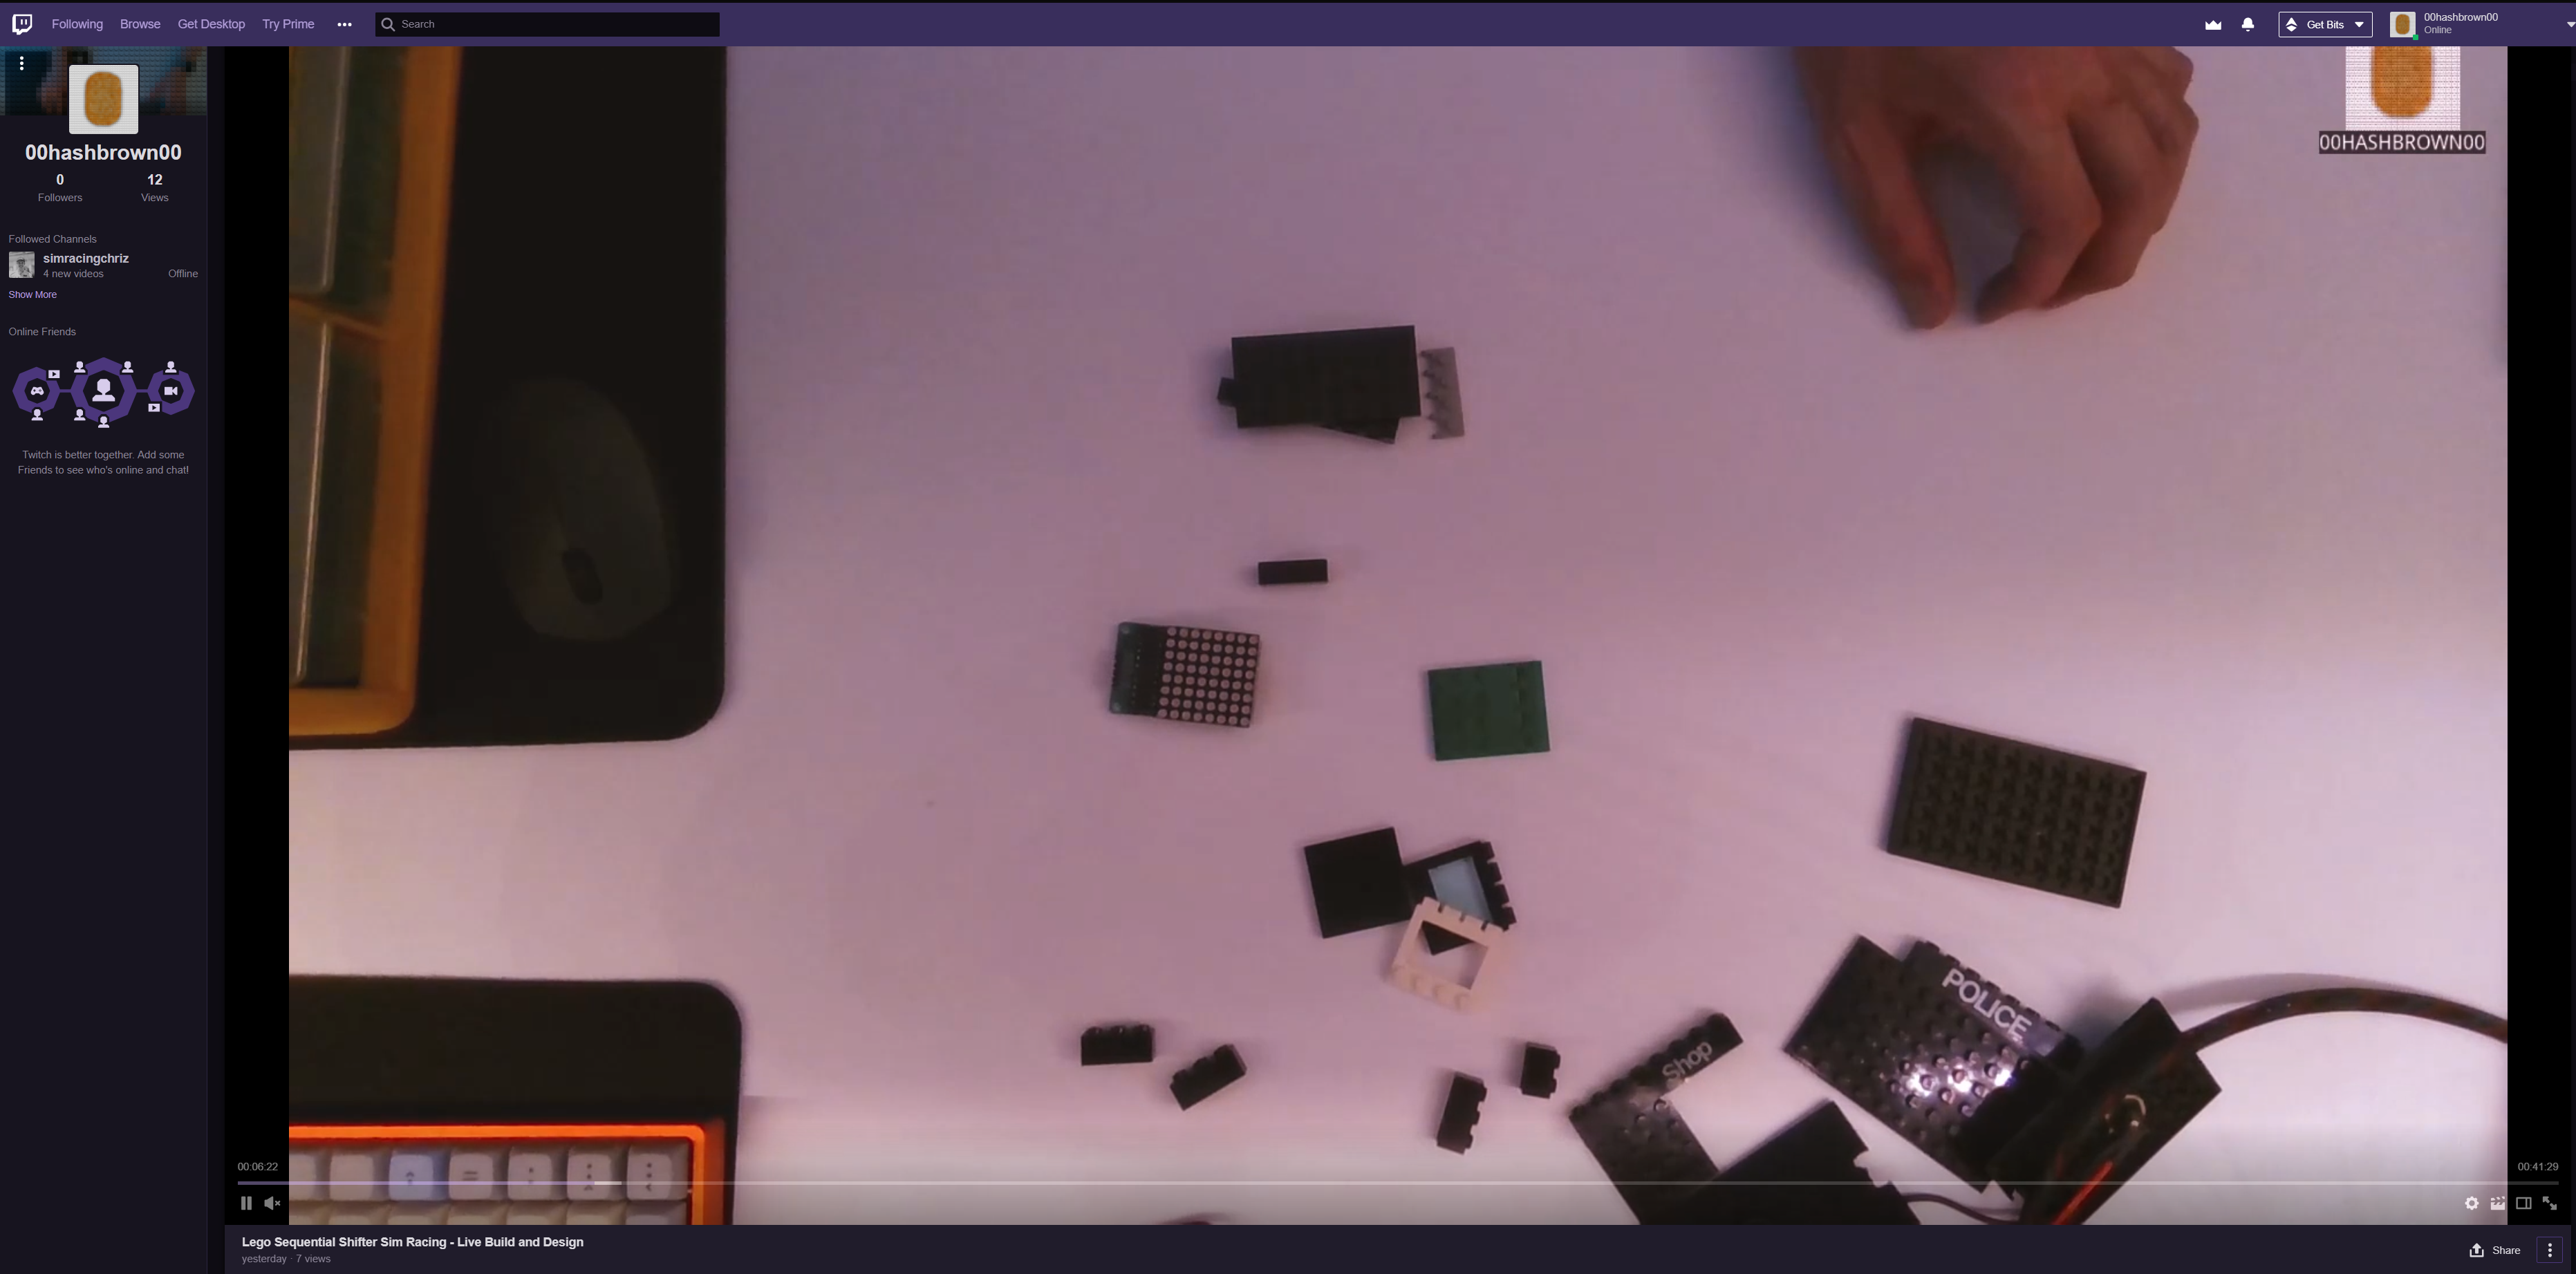 Following
Browse
Get Desktop
Try Prime
Search
Get Bits
00hashbrown00
Online
00hashbrown00
0
12
Followers
Views
Followed Channels
simracingchriz
4 new videos
Offline
Show More
Online Friends
Twitch is better together. Add some
Friends to see who's online and chat!
00HASHBROWN00
POLICE
Shop
00:06:22
00:41:29
Lego Sequential Shifter Sim Racing - Live Build and Design
yesterday · 7 views
Share